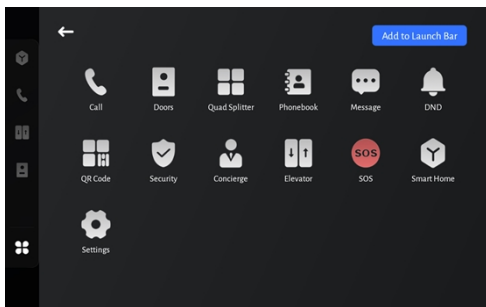 Add to Launch Bar
Call
Doors
Quad Splitter
Phonebook
Message
DND
QR Code
Security
Concierge
Elevator
SOS
SOS
Smart Home
Settings